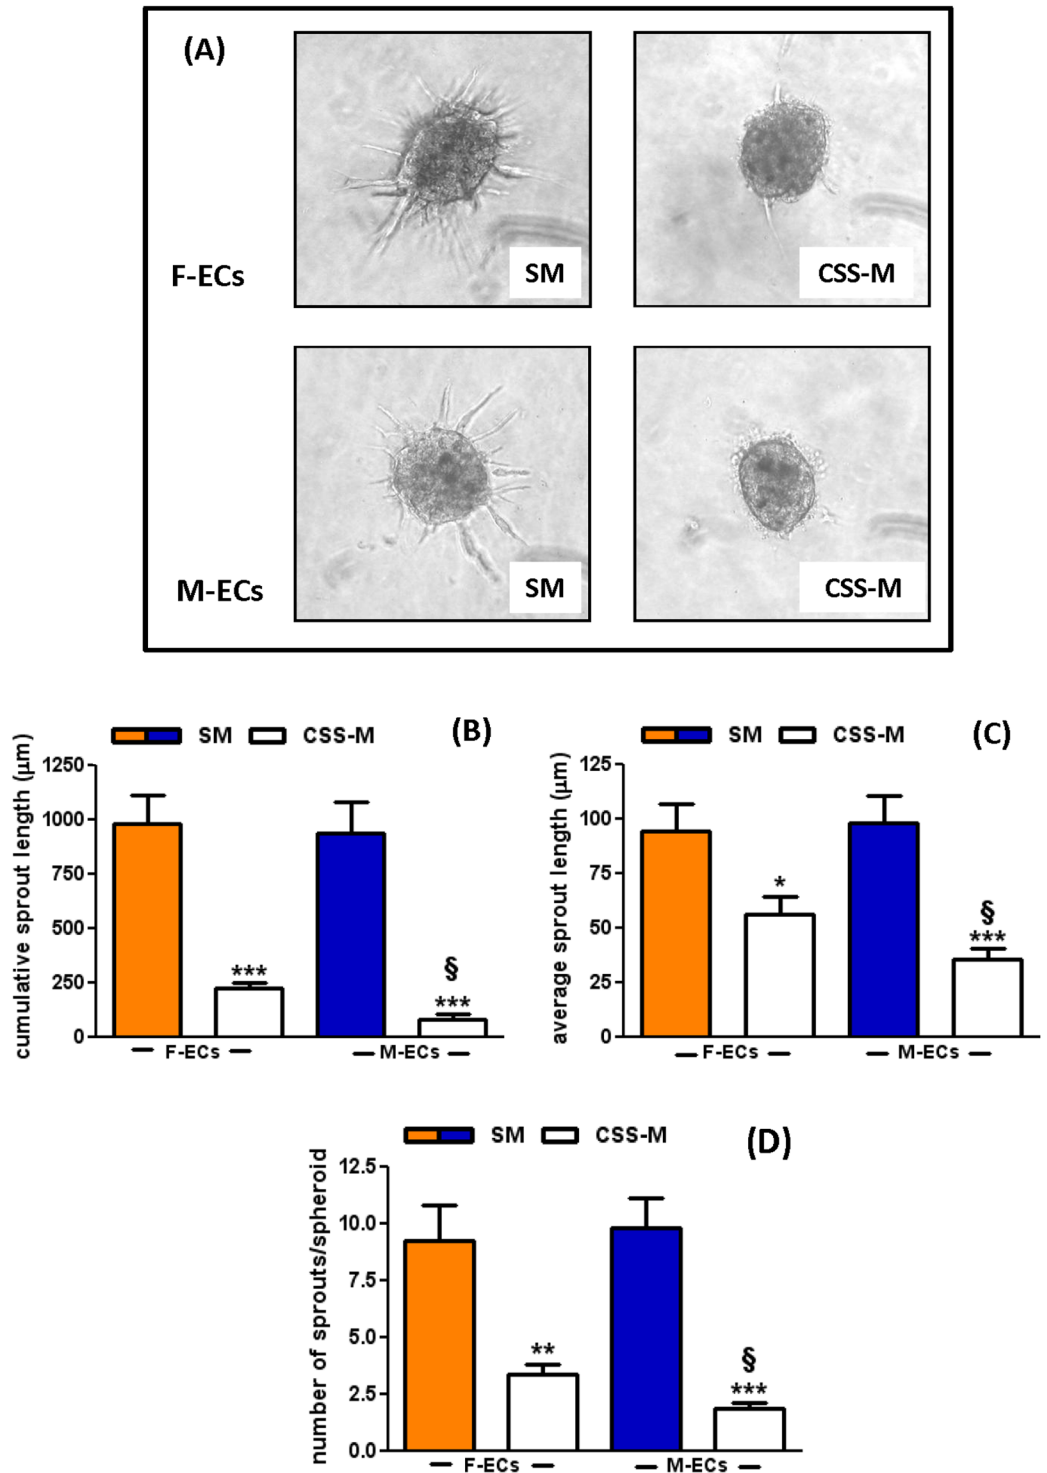 (A)
F-ECs
SM
CSS-M
M-ECs
SM
CSS-M
SM CSS-M (B)
cumulative sprout length (μm)
1250
1000
750
500
250
0
***
§
***
F-ECs M-ECs
SM CSS-M (C)
average sprout length (μm)
125
100
75
50
25
0
*
§
***
F-ECs M-ECs
SM CSS-M (D)
number of sprouts/spheroid
12.5
10.0
7.5
5.0
2.5
0.0
**
§
***
F-ECs M-ECs